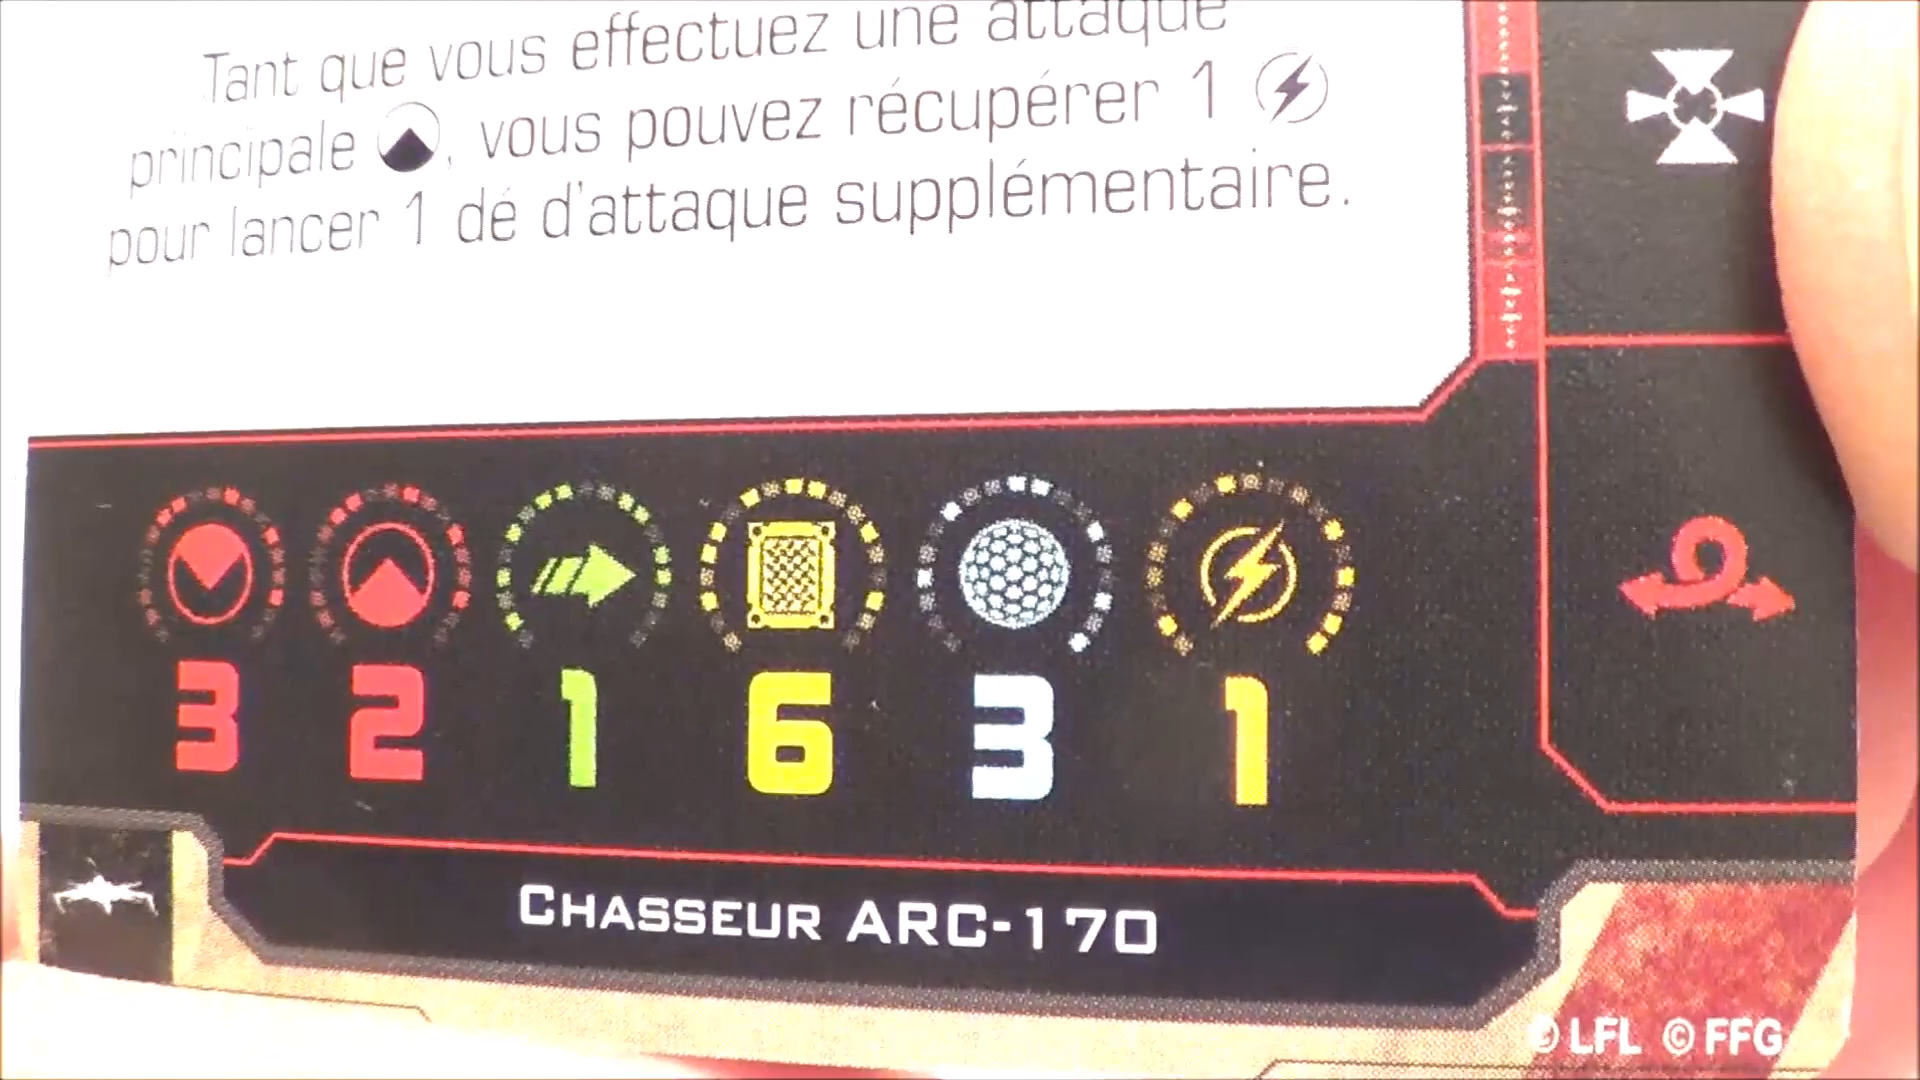 Tant que vous effectuez une attaque
principale , vous pouvez récupérer 1
pour lancer 1 dé d'attaque supplémentaire.
3 2 1 6 3 1
CHASSEUR ARC-170
© LFL © FFG